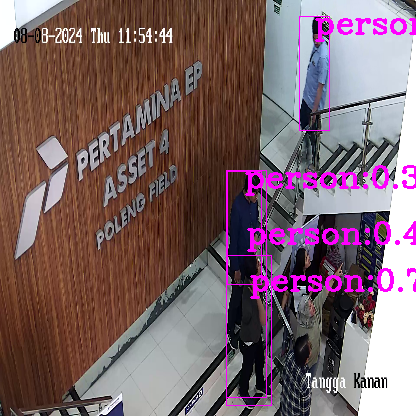 08-08-2024 Thu 11:54:44
person
PERTAMINA EP
ASSET 4
POLENG FIELD
person:0.3
person:0.4
person:0.7
Tangga Kanan